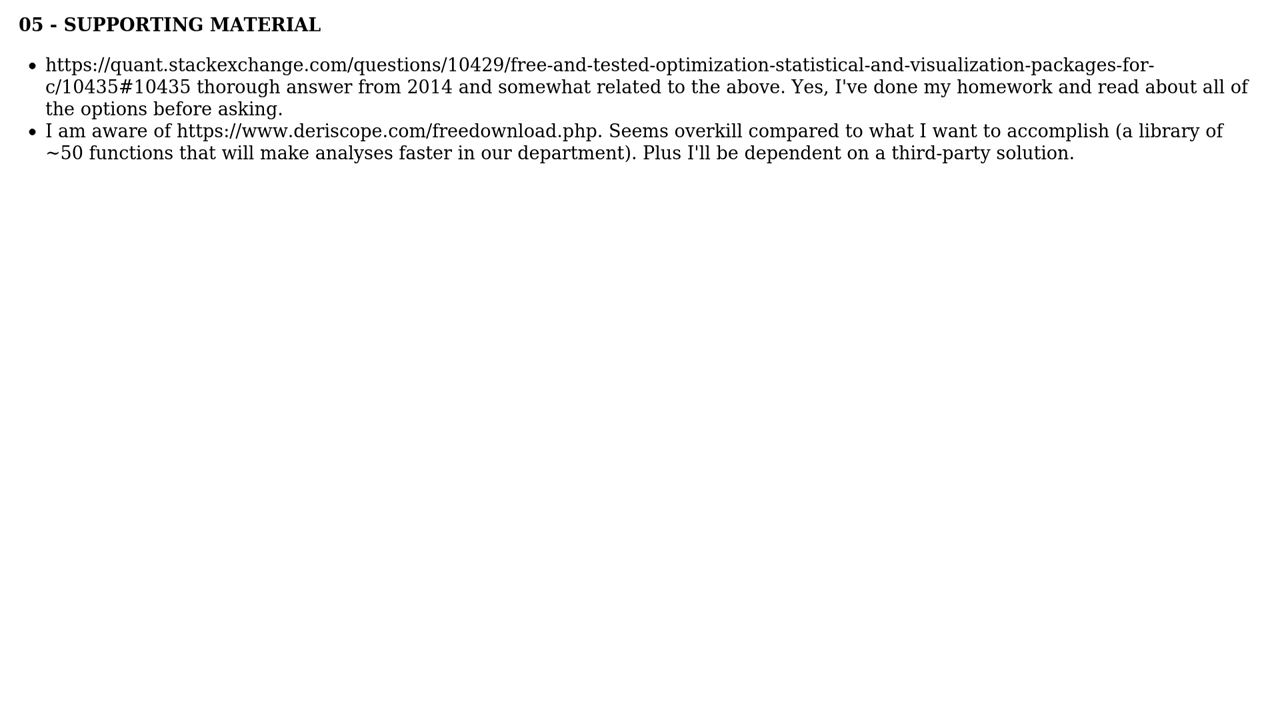 05 - SUPPORTING MATERIAL
• https://quant.stackexchange.com/questions/10429/free-and-tested-optimization-statistical-and-visualization-packages-for-
c/10435#10435 thorough answer from 2014 and somewhat related to the above. Yes, I've done my homework and read about all of
the options before asking.
• I am aware of https://www.deriscope.com/freedownload.php. Seems overkill compared to what I want to accomplish (a library of
~50 functions that will make analyses faster in our department). Plus I'll be dependent on a third-party solution.